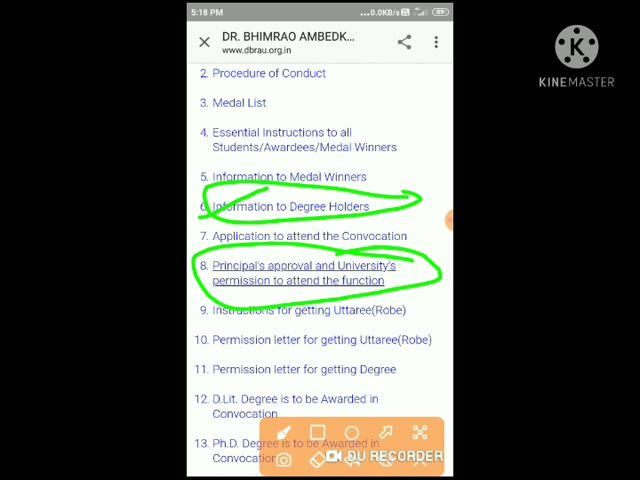 5:18 PM
...0.0KB/s
69
DR. BHIMRAO AMBEDK...
www.dbrau.org.in
K
KINEMASTER
2. Procedure of Conduct
3. Medal List
4. Essential Instructions to all
Students/Awardees/Medal Winners
5. Information to Medal Winners
6. Information to Degree Holders
7. Application to attend the Convocation
8. Principal's approval and University's
permission to attend the function
9. Instructions for getting Uttaree(Robe)
10. Permission letter for getting Uttaree(Robe)
11. Permission letter for getting Degree
12. D.Lit. Degree is to be Awarded in
Convocation
13. Ph.D. Degree is to be Awarded in
Convocation
DU RECORDER